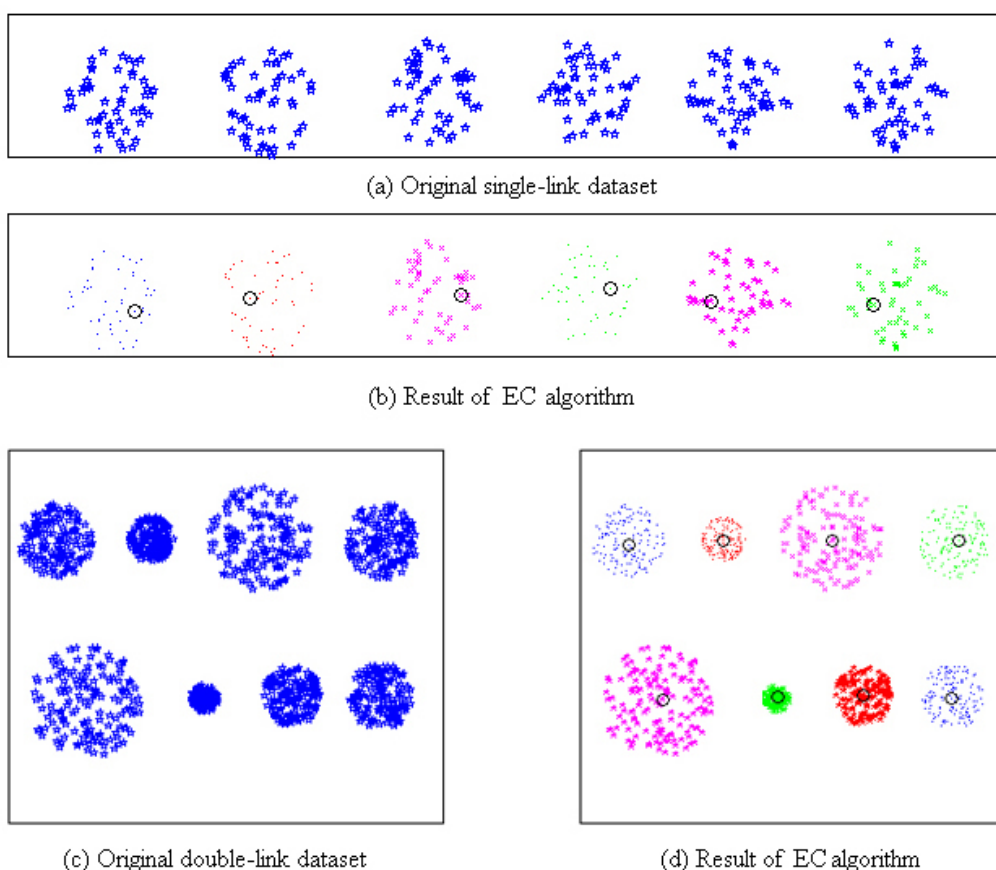 (a) Original single-link dataset
(b) Result of EC algorithm
(c) Original double-link dataset
(d) Result of EC algorithm